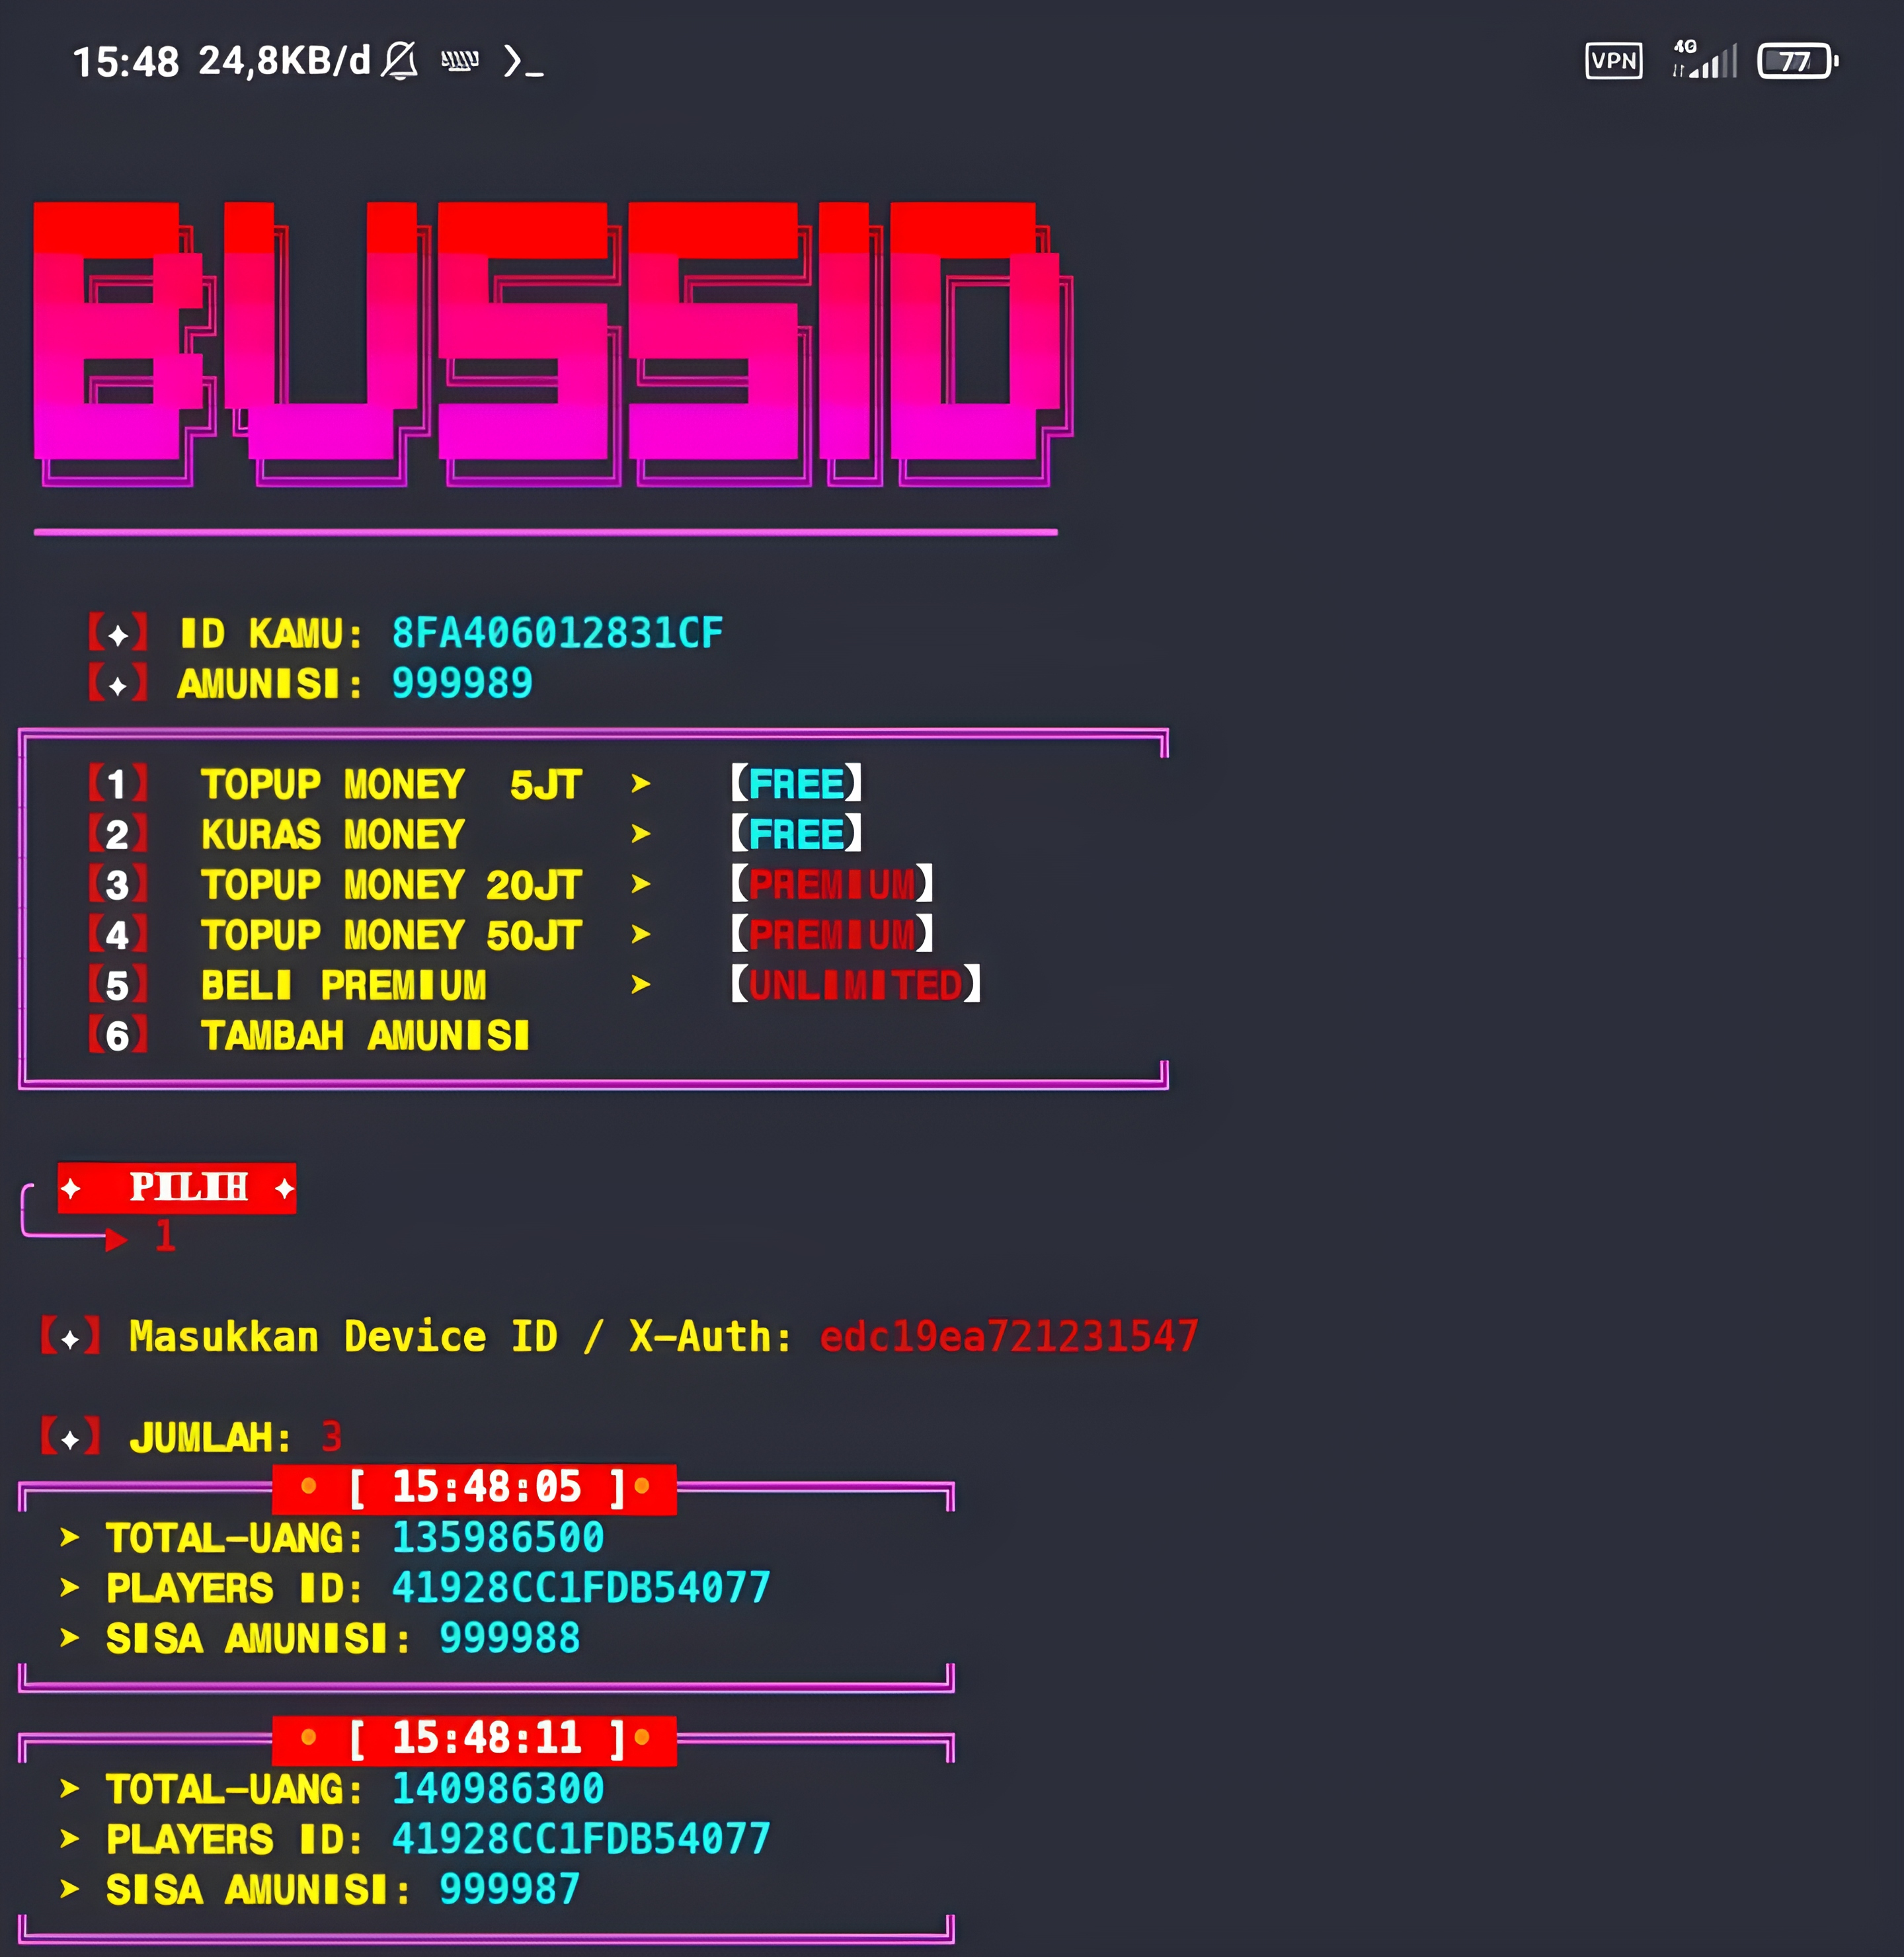 15:48 24,8KB/d VPN 4G 77
BUSSID
【✦】 ID KAMU: 8FA406012831CF
【✦】 AMUNISI: 999989
【1】 TOPUP MONEY 5JT ➤ 【FREE】
【2】 KURAS MONEY ➤ 【FREE】
【3】 TOPUP MONEY 20JT ➤ 【PREMIUM】
【4】 TOPUP MONEY 50JT ➤ 【PREMIUM】
【5】 BELI PREMIUM ➤ 【UNLIMITED】
【6】 TAMBAH AMUNISI
✦ PILIH ✦
1
【✦】 Masukkan Device ID / X—Auth: edc19ea721231547
【✦】 JUMLAH: 3
• [ 15:48:05 ]•
➤ TOTAL—UANG: 135986500
➤ PLAYERS ID: 41928CC1FDB54077
➤ SISA AMUNISI: 999988
• [ 15:48:11 ]•
➤ TOTAL—UANG: 140986300
➤ PLAYERS ID: 41928CC1FDB54077
➤ SISA AMUNISI: 999987